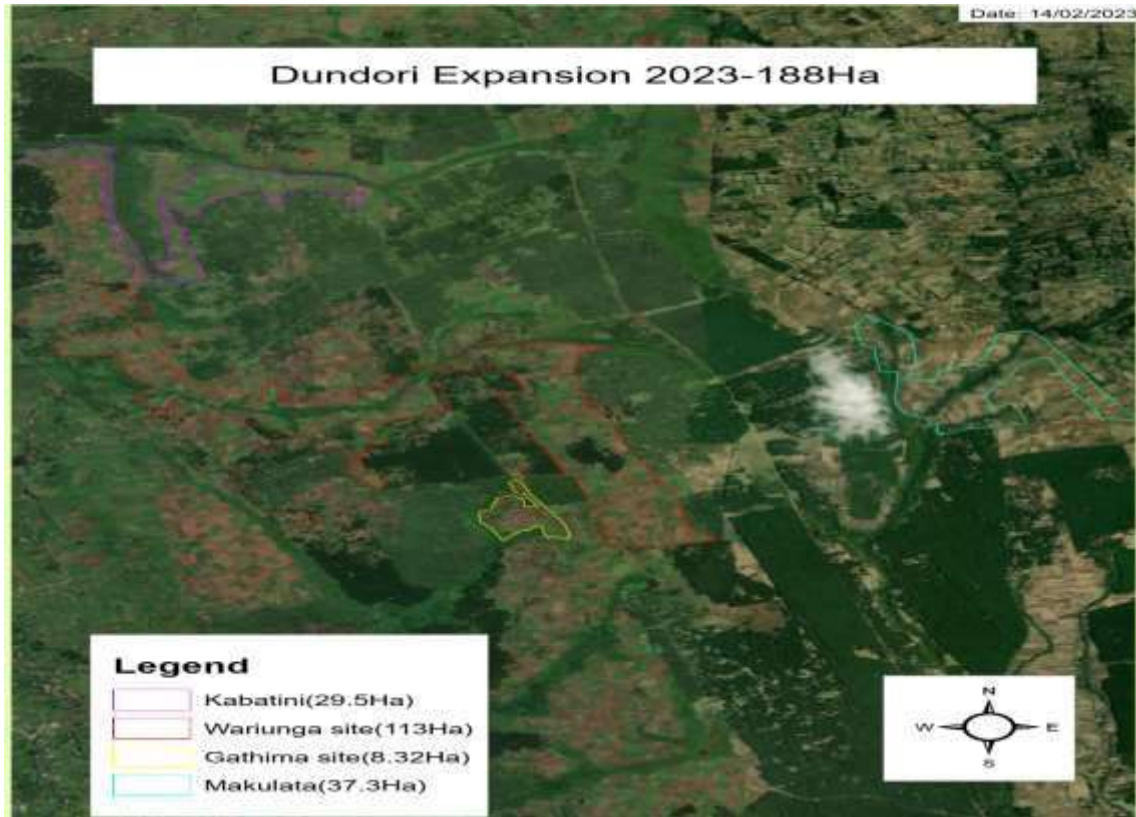 Date: 14/02/2023
Dundori Expansion 2023-188Ha
Legend
Kabatini(29.5Ha)
Wariunga site(113Ha)
Gathima site(8.32Ha)
Makulata(37.3Ha)
N
W E
S